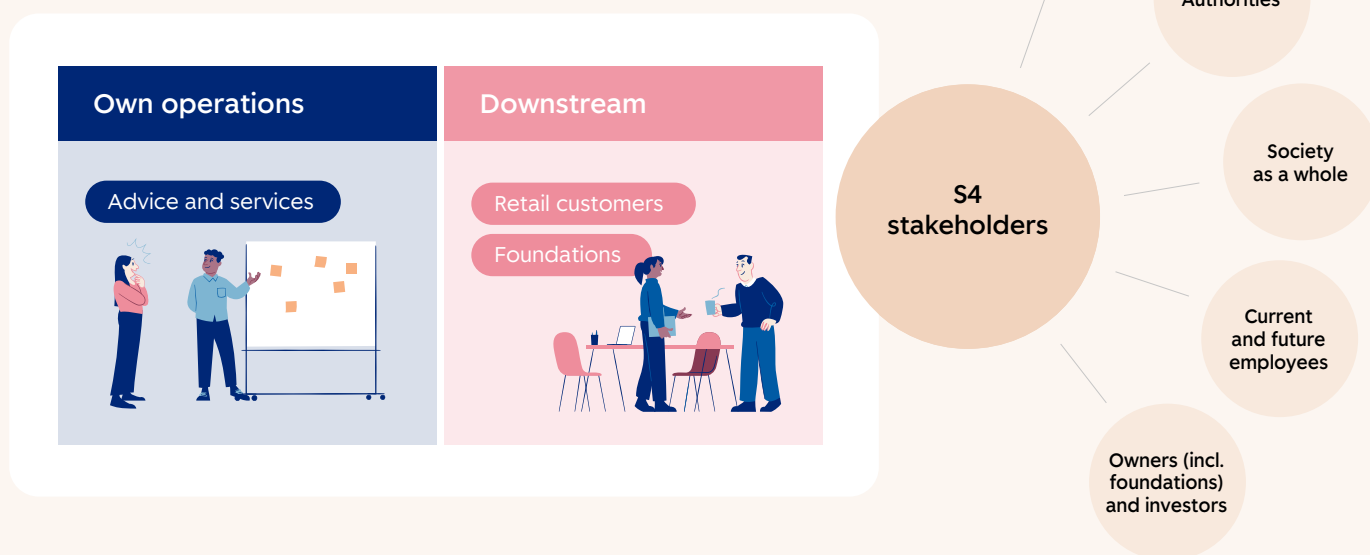 Own operations
Advice and services
Downstream
Retail customers
Foundations
S4
stakeholders
Authorities
Society
as a whole
Current
and future
employees
Owners (incl.
foundations)
and investors